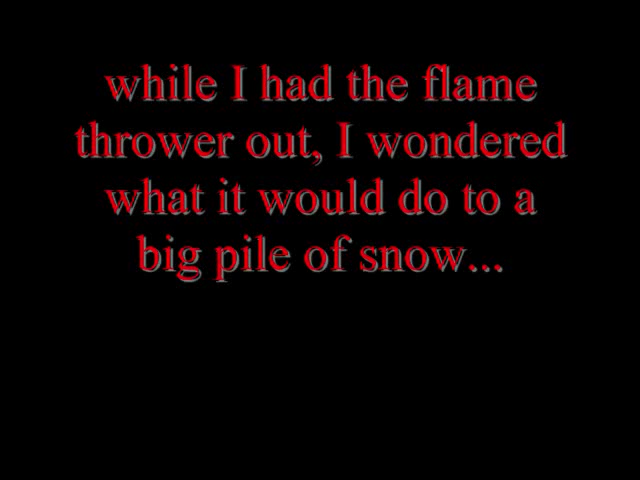 while I had the flame
thrower out, I wondered
what it would do to a
big pile of snow...